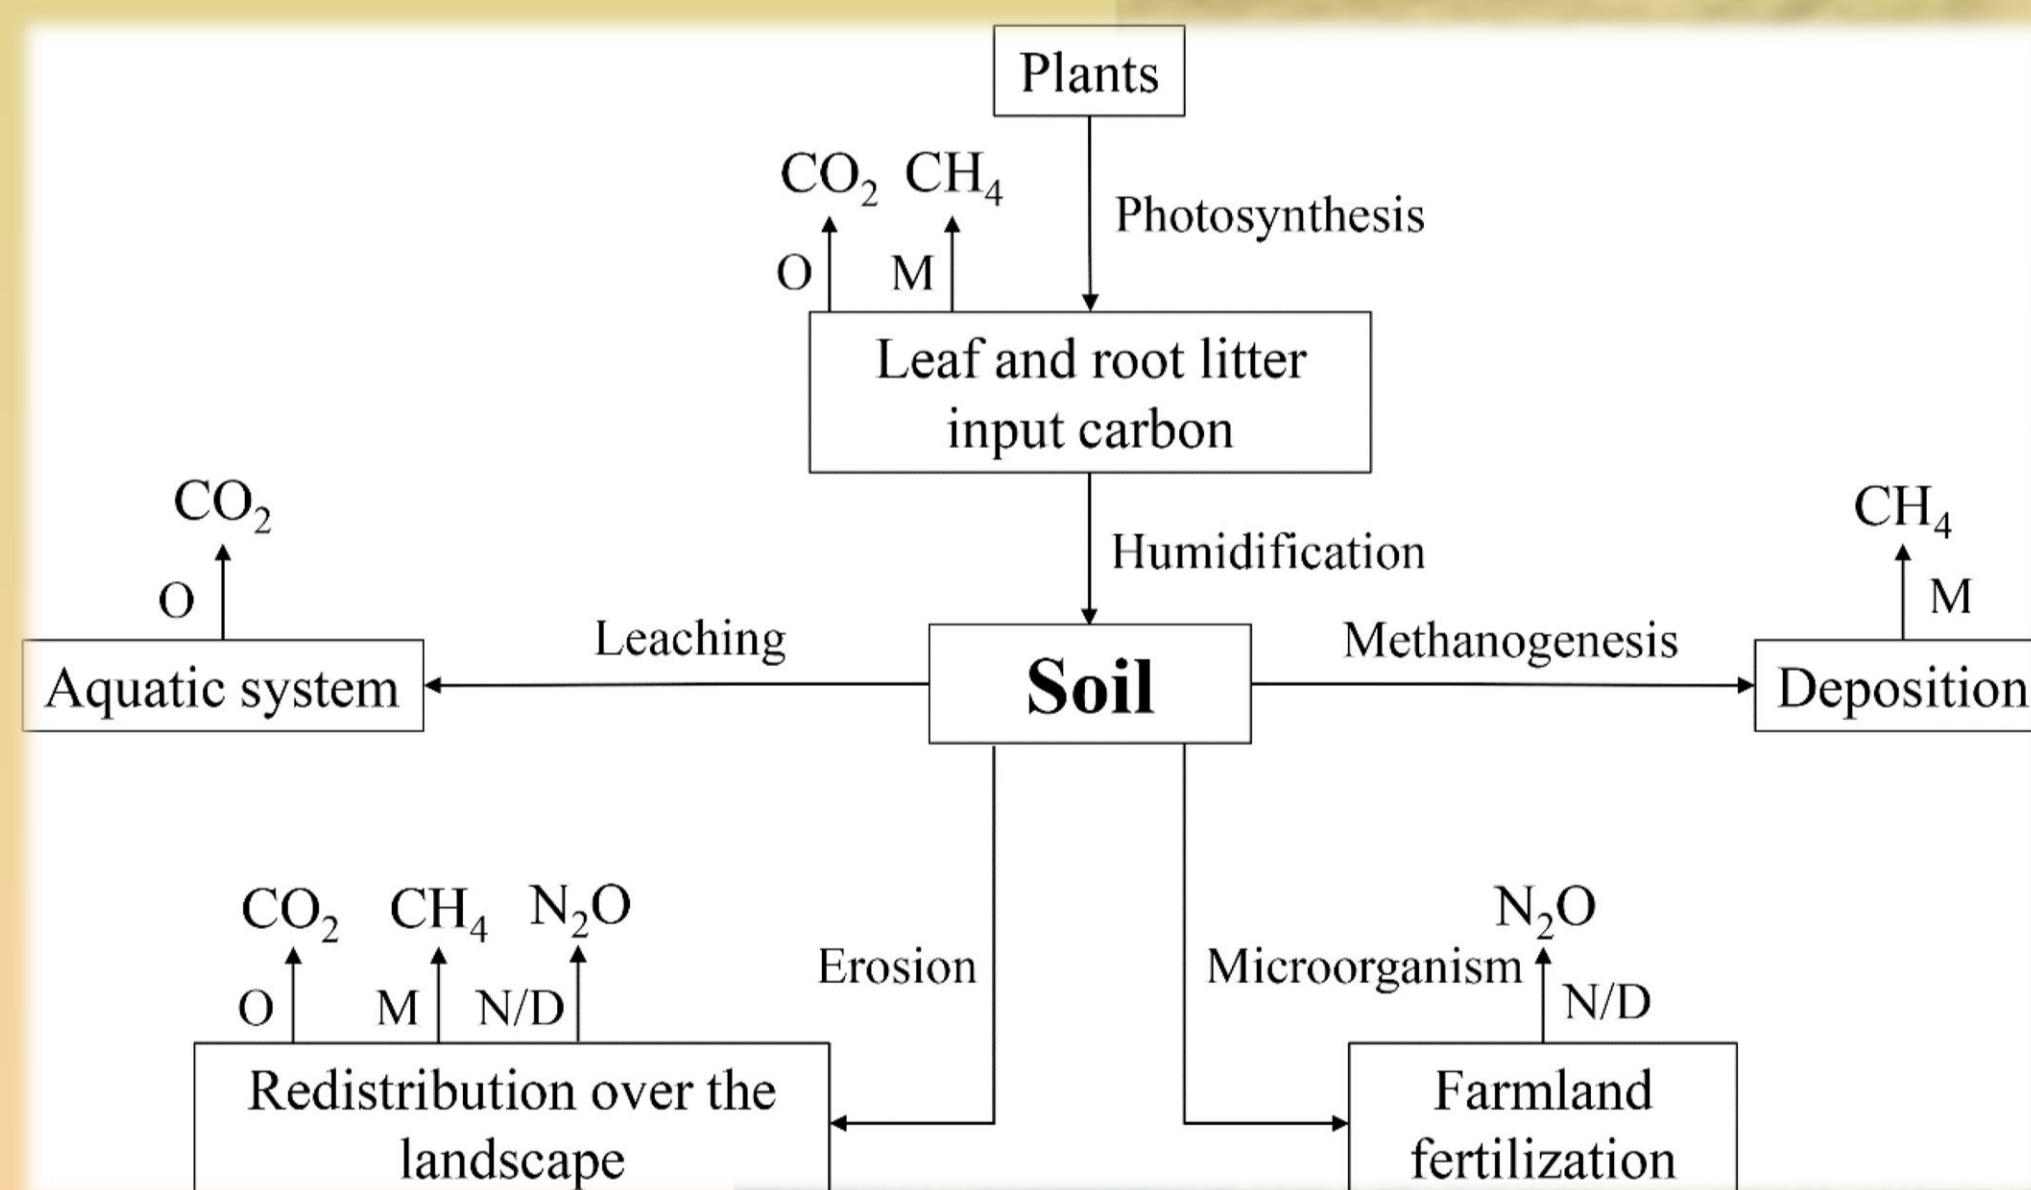 Plants
CO₂ CH₄
Photosynthesis
O M
Leaf and root litter
input carbon
CO₂
CH₄
Humidification
O
M
Leaching
Methanogenesis
Aquatic system
Soil
Deposition
CO₂ CH₄ N₂O
N₂O
Erosion
Microorganism
O M N/D
N/D
Redistribution over the
landscape
Farmland
fertilization